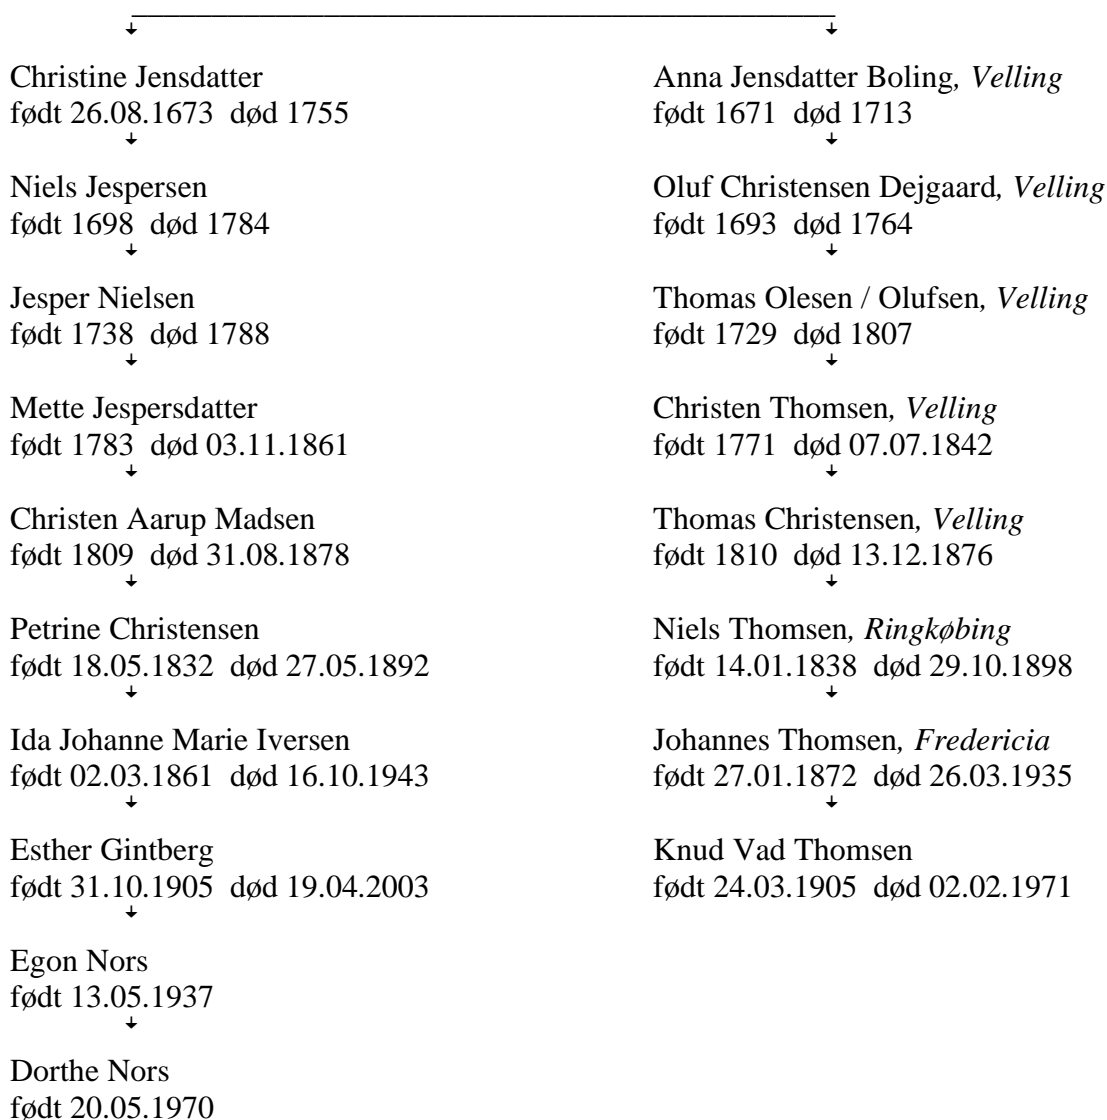 Christine Jensdatter
født 26.08.1673 død 1755
Niels Jespersen
født 1698 død 1784
Jesper Nielsen
født 1738 død 1788
Mette Jespersdatter
født 1783 død 03.11.1861
Christen Aarup Madsen
født 1809 død 31.08.1878
Petrine Christensen
født 18.05.1832 død 27.05.1892
Ida Johanne Marie Iversen
født 02.03.1861 død 16.10.1943
Esther Gintberg
født 31.10.1905 død 19.04.2003
Egon Nors
født 13.05.1937
Dorthe Nors
født 20.05.1970
Anna Jensdatter Boling, Velling
født 1671 død 1713
Oluf Christensen Dejgaard, Velling
født 1693 død 1764
Thomas Olesen / Olufsen, Velling
født 1729 død 1807
Christen Thomsen, Velling
født 1771 død 07.07.1842
Thomas Christensen, Velling
født 1810 død 13.12.1876
Niels Thomsen, Ringkøbing
født 14.01.1838 død 29.10.1898
Johannes Thomsen, Fredericia
født 27.01.1872 død 26.03.1935
Knud Vad Thomsen
født 24.03.1905 død 02.02.1971